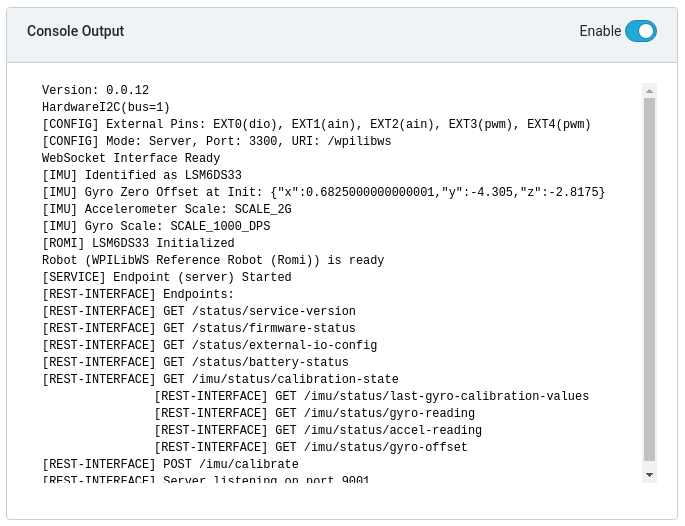 Console Output
Enable
Version: 0.0.12
HardwareI2C(bus=1)
[CONFIG] External Pins: EXT0(dio), EXT1(ain), EXT2(ain), EXT3(pwm), EXT4(pwm)
[CONFIG] Mode: Server, Port: 3300, URI: /wpilibws
WebSocket Interface Ready
[IMU] Identified as LSM6DS33
[IMU] Gyro Zero Offset at Init: {"x":0.6825000000000001,"y":-4.305,"z":-2.8175}
[IMU] Accelerometer Scale: SCALE_2G
[IMU] Gyro Scale: SCALE_1000_DPS
[ROMI] LSM6DS33 Initialized
Robot (WPILibWS Reference Robot (Romi)) is ready
[SERVICE] Endpoint (server) Started
[REST-INTERFACE] Endpoints:
[REST-INTERFACE] GET /status/service-version
[REST-INTERFACE] GET /status/firmware-status
[REST-INTERFACE] GET /status/external-io-config
[REST-INTERFACE] GET /status/battery-status
[REST-INTERFACE] GET /imu/status/calibration-state
[REST-INTERFACE] GET /imu/status/last-gyro-calibration-values
[REST-INTERFACE] GET /imu/status/gyro-reading
[REST-INTERFACE] GET /imu/status/accel-reading
[REST-INTERFACE] GET /imu/status/gyro-offset
[REST-INTERFACE] POST /imu/calibrate
[REST-INTERFACE] Server listening on port 9001